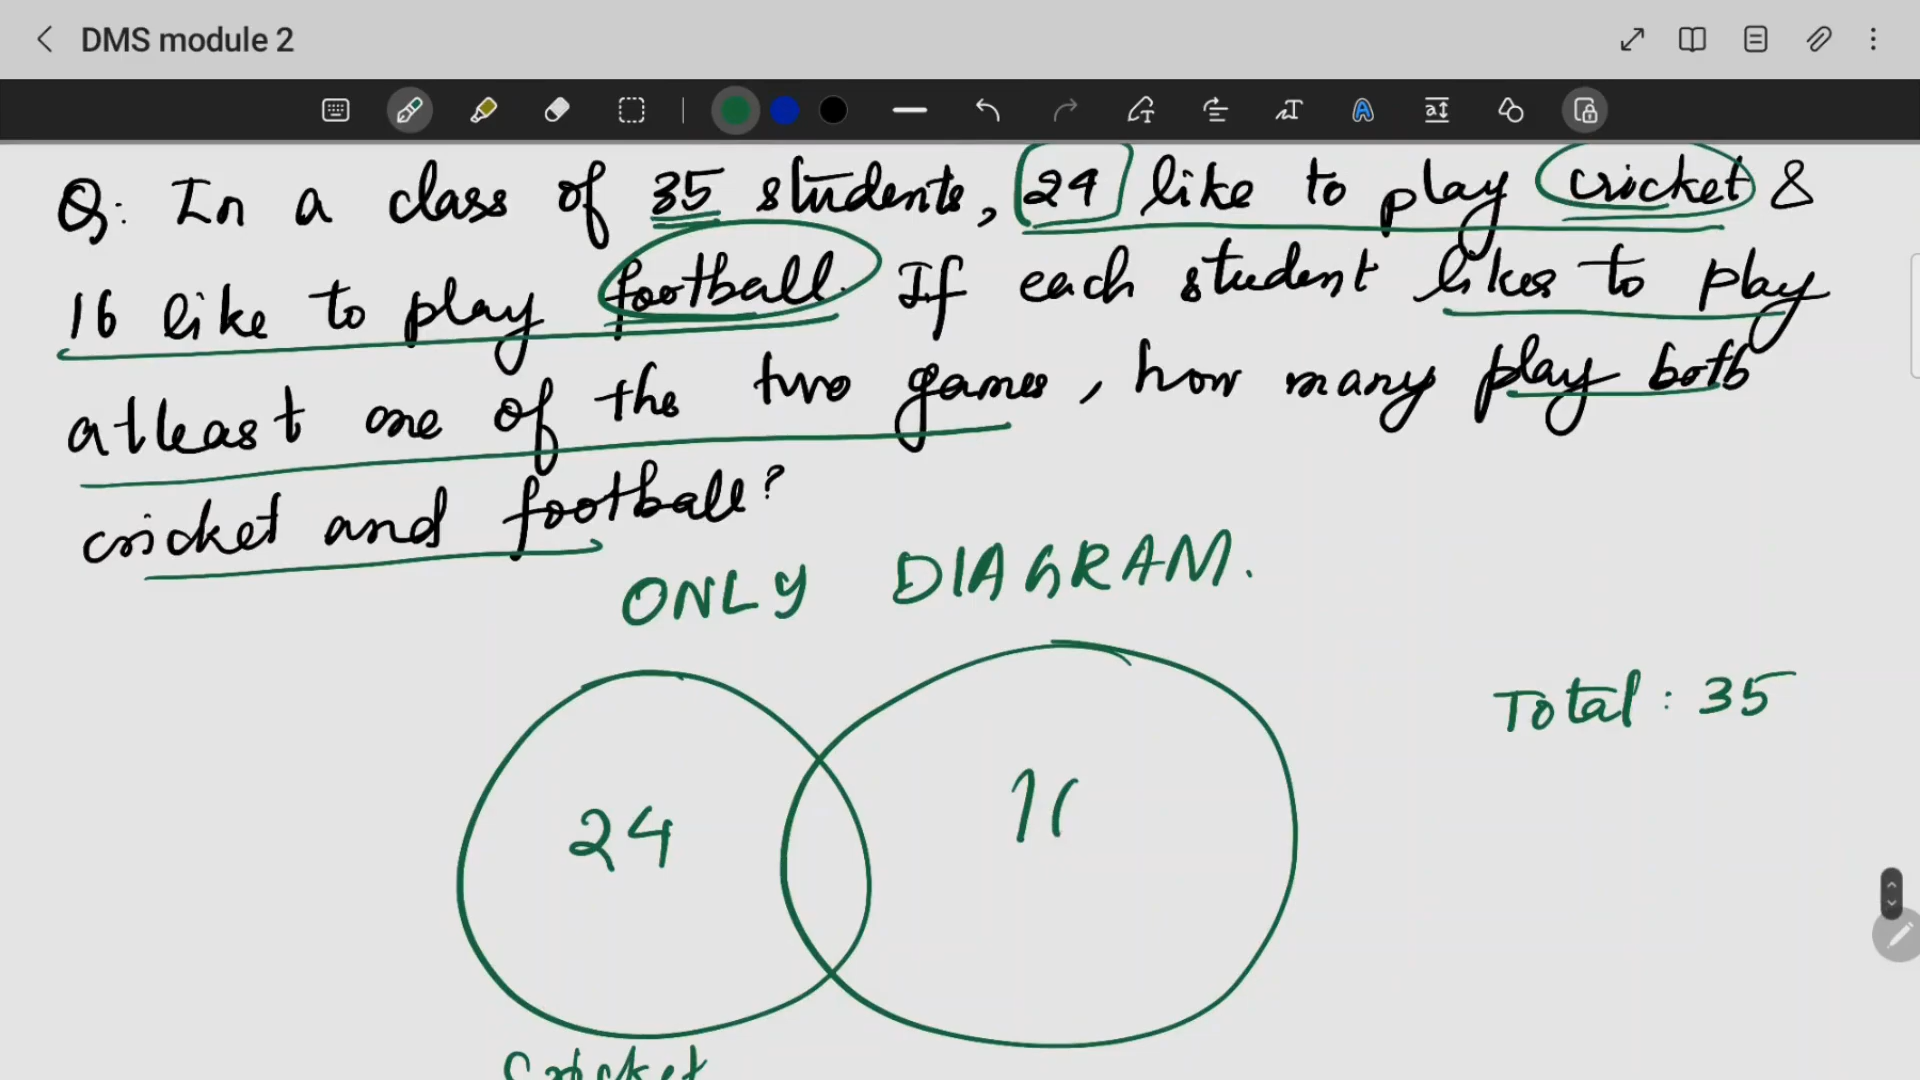 DMS module 2
Q: In a class of 35 students, 24 like to play cricket &
16 like to play football. If each student likes to play
atleast one of the two games, how many play both
cricket and football?
ONLY DIAGRAM.
Total : 35
24
Cricket